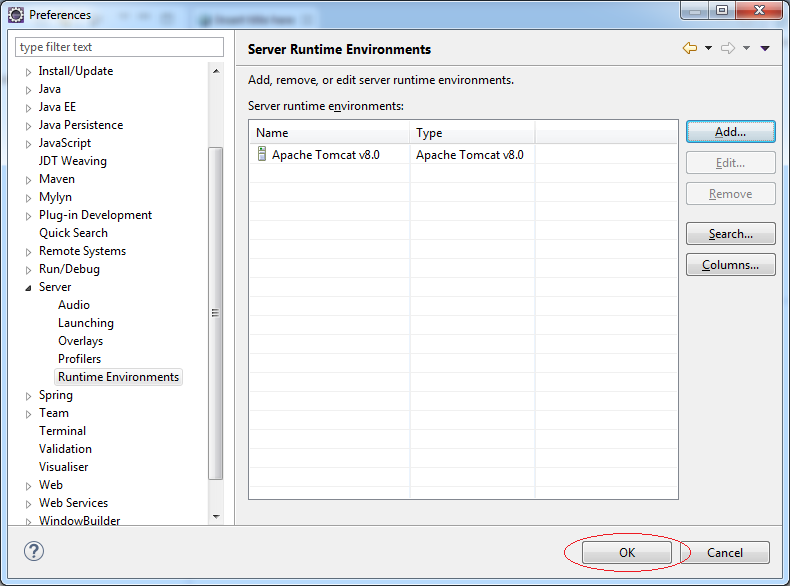 Preferences
type filter text
Install/Update
Java
Java EE
Java Persistence
JavaScript
JDT Weaving
Maven
Mylyn
Plug-in Development
Quick Search
Remote Systems
Run/Debug
Server
Audio
Launching
Overlays
Profilers
Runtime Environments
Spring
Team
Terminal
Validation
Visualiser
Web
Web Services
WindowBuilder
Server Runtime Environments
Add, remove, or edit server runtime environments.
Server runtime environments:
Name Type
Apache Tomcat v8.0 Apache Tomcat v8.0
Add...
Edit...
Remove
Search...
Columns...
?
OK Cancel